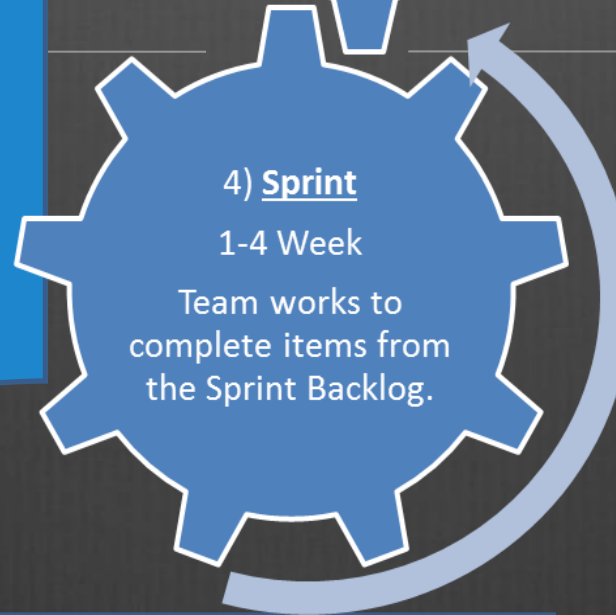 4) Sprint
1-4 Week
Team works to
complete items from
the Sprint Backlog.